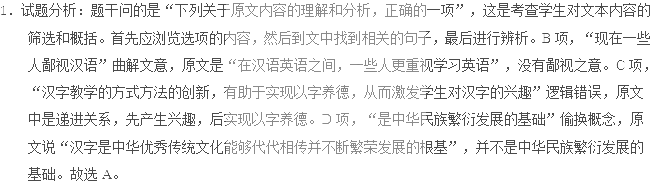 1. 试题分析：题干问的是“下列关于原文内容的理解和分析，正确的一项”，这是考查学生对文本内容的
筛选和概括。首先应浏览选项的内容，然后到文中找到相关的句子，最后进行辨析。B 项，“现在一些
人鄙视汉语”曲解文意，原文是“在汉语英语之间，一些人更重视学习英语”，没有鄙视之意。C 项，
“汉字教学的方式方法的创新，有助于实现以字养德，从而激发学生对汉字的兴趣”逻辑错误，原文
中是递进关系，先产生兴趣，后实现以字养德。D 项，“是中华民族繁衍发展的基础”偷换概念，原
文说“汉字是中华优秀传统文化能够代代相传并不断繁荣发展的根基”，并不是中华民族繁衍发展的
基础。故选 A。